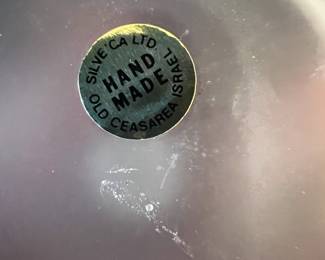 SILVE'CA LTD.
HAND
MADE
OLD CEASAREA ISRAEL